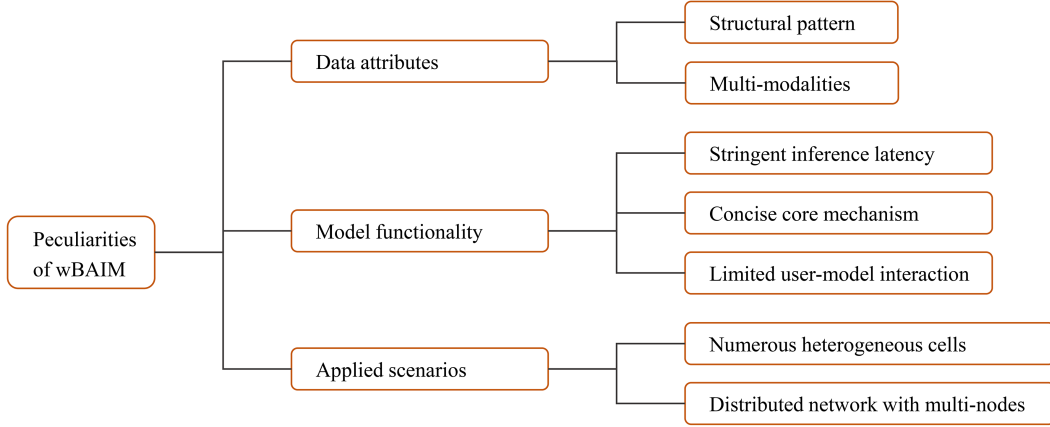 Peculiarities
of wBAIM
Data attributes
Structural pattern
Multi-modalities
Model functionality
Stringent inference latency
Concise core mechanism
Limited user-model interaction
Applied scenarios
Numerous heterogeneous cells
Distributed network with multi-nodes